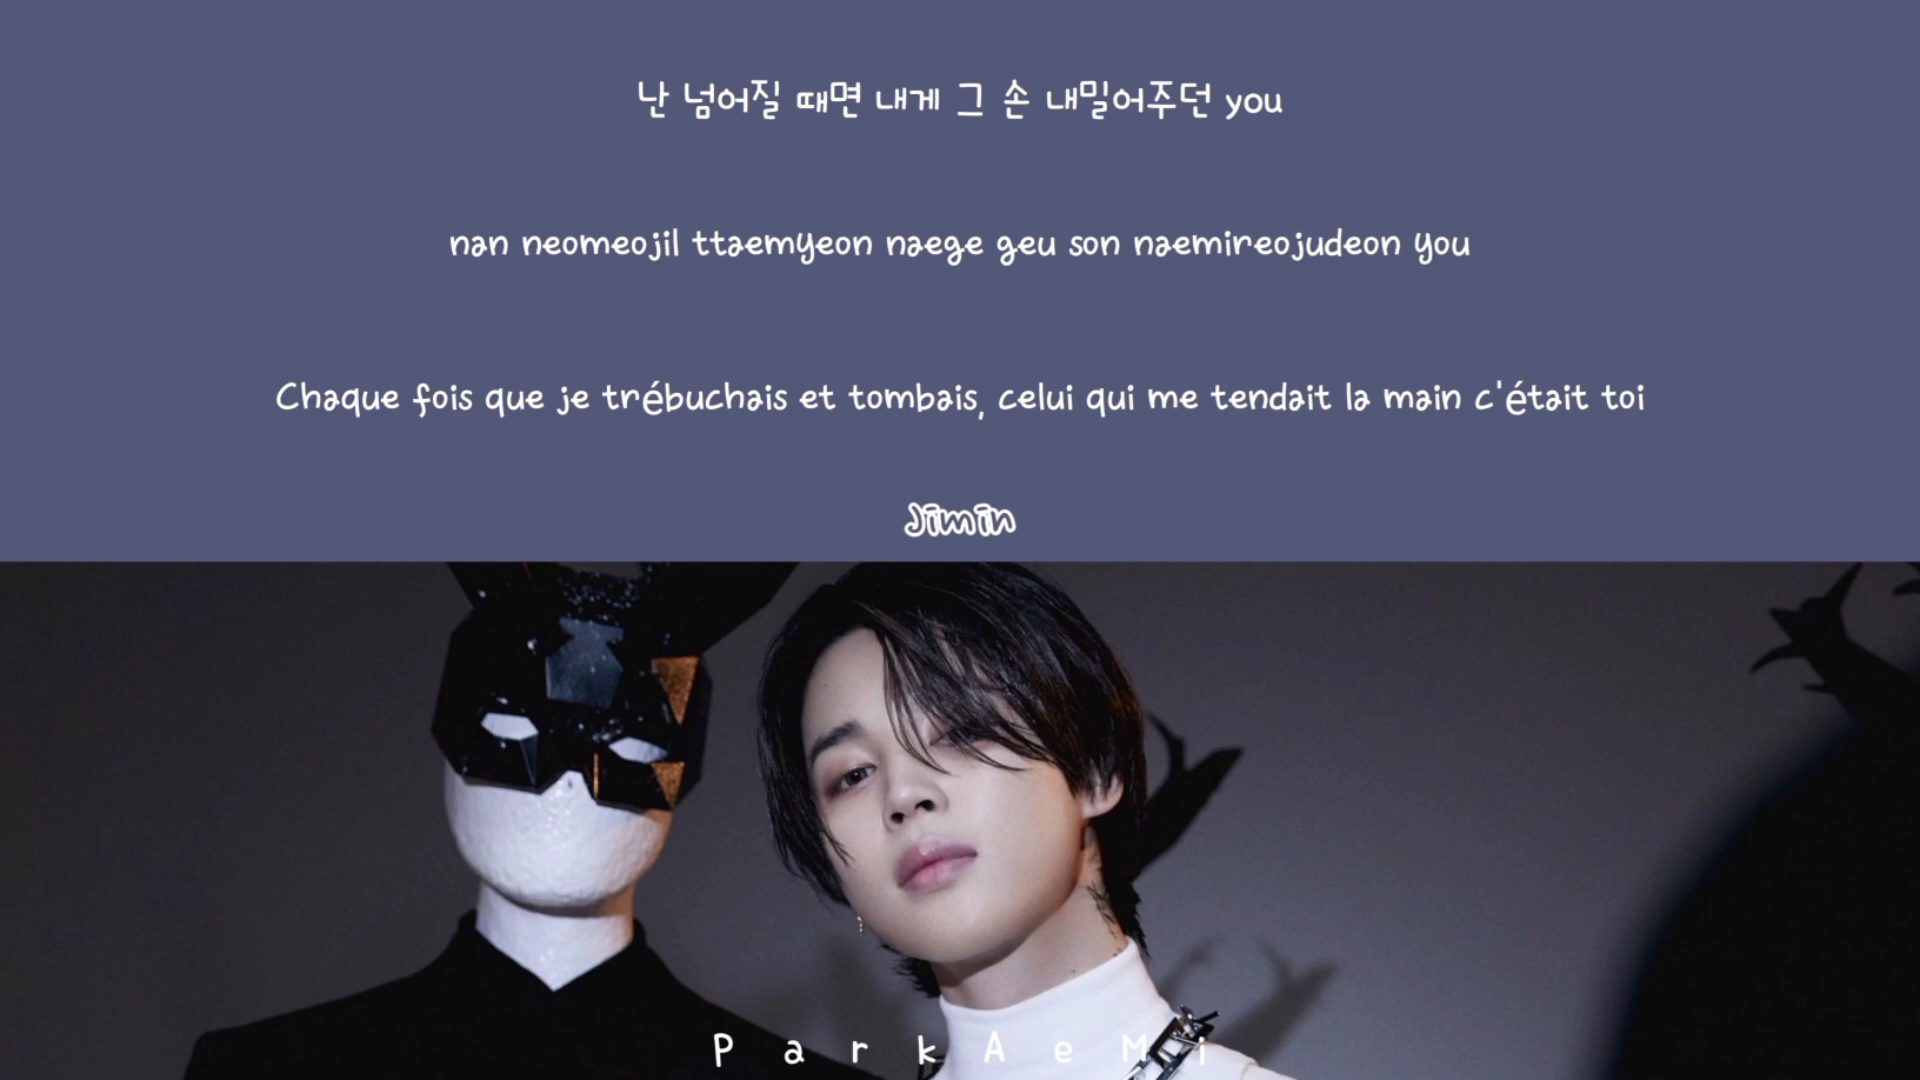 난 넘어질 때면 내게 그 손 내밀어주던 you
nan neomeojil ttaemyeon naege geu son naemireojudeon you
Chaque fois que je trébuchais et tombais, celui qui me tendait la main c'était toi
Jimin
ParkAeMi